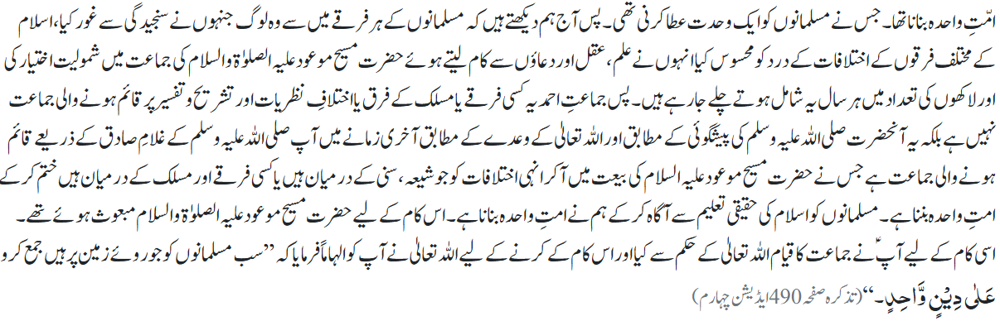 امّتِ واحدہ بنانا تھا۔ جس نے مسلمانوں کو ایک وحدت عطا کرنی تھی۔ پس آج ہم دیکھتے ہیں کہ مسلمانوں کے ہر فرقے میں سے وہ لوگ جنہوں نے سنجیدگی سے غور کیا، اسلام
کے مختلف فرقوں کے اختلافات کے درد کو محسوس کیا انہوں نے علم، عقل اور دعاؤں سے کام لیتے ہوئے حضرت مسیح موعود علیہ الصلوٰۃ والسلام کی جماعت میں شمولیت اختیار کی
اور لاکھوں کی تعداد میں ہر سال یہ شامل ہوتے چلے جا رہے ہیں۔ پس جماعتِ احمدیہ کسی فرقے یا مسلک کے فرق یا اختلافِ نظریات اور تشریح و تفسیر پر قائم ہونے والی جماعت
نہیں ہے بلکہ یہ آنحضرت صلی اللہ علیہ وسلم کی پیشگوئی کے مطابق اور اللہ تعالیٰ کے وعدے کے مطابق آخری زمانے میں آپ صلی اللہ علیہ وسلم کے غلامِ صادق کے ذریعے قائم
ہونے والی جماعت ہے جس نے حضرت مسیح موعود علیہ السلام کی بیعت میں آکر انہی اختلافات کو جو شیعہ، سنی کے درمیان ہیں یا کسی فرقے اور مسلک کے درمیان ہیں ختم کر کے
امتِ واحدہ بننا ہے۔ مسلمانوں کو اسلام کی حقیقی تعلیم سے آگاہ کر کے ہم نے امتِ واحدہ بنانا ہے۔ اس کام کے لیے حضرت مسیح موعود علیہ الصلوٰۃ والسلام مبعوث ہوئے تھے۔
اسی کام کے لیے آپؑ نے جماعت کا قیام اللہ تعالیٰ کے حکم سے کیا اور اس کام کے کرنے کے لیے اللہ تعالیٰ نے آپ کو الہاماً فرمایا کہ ’’سب مسلمانوں کو جو روئے زمین پر ہیں جمع کرو
عَلٰی دِیْنٍ وَّاحِدٍ۔‘‘ (تذکرہ صفحہ 490 ایڈیشن چہارم)